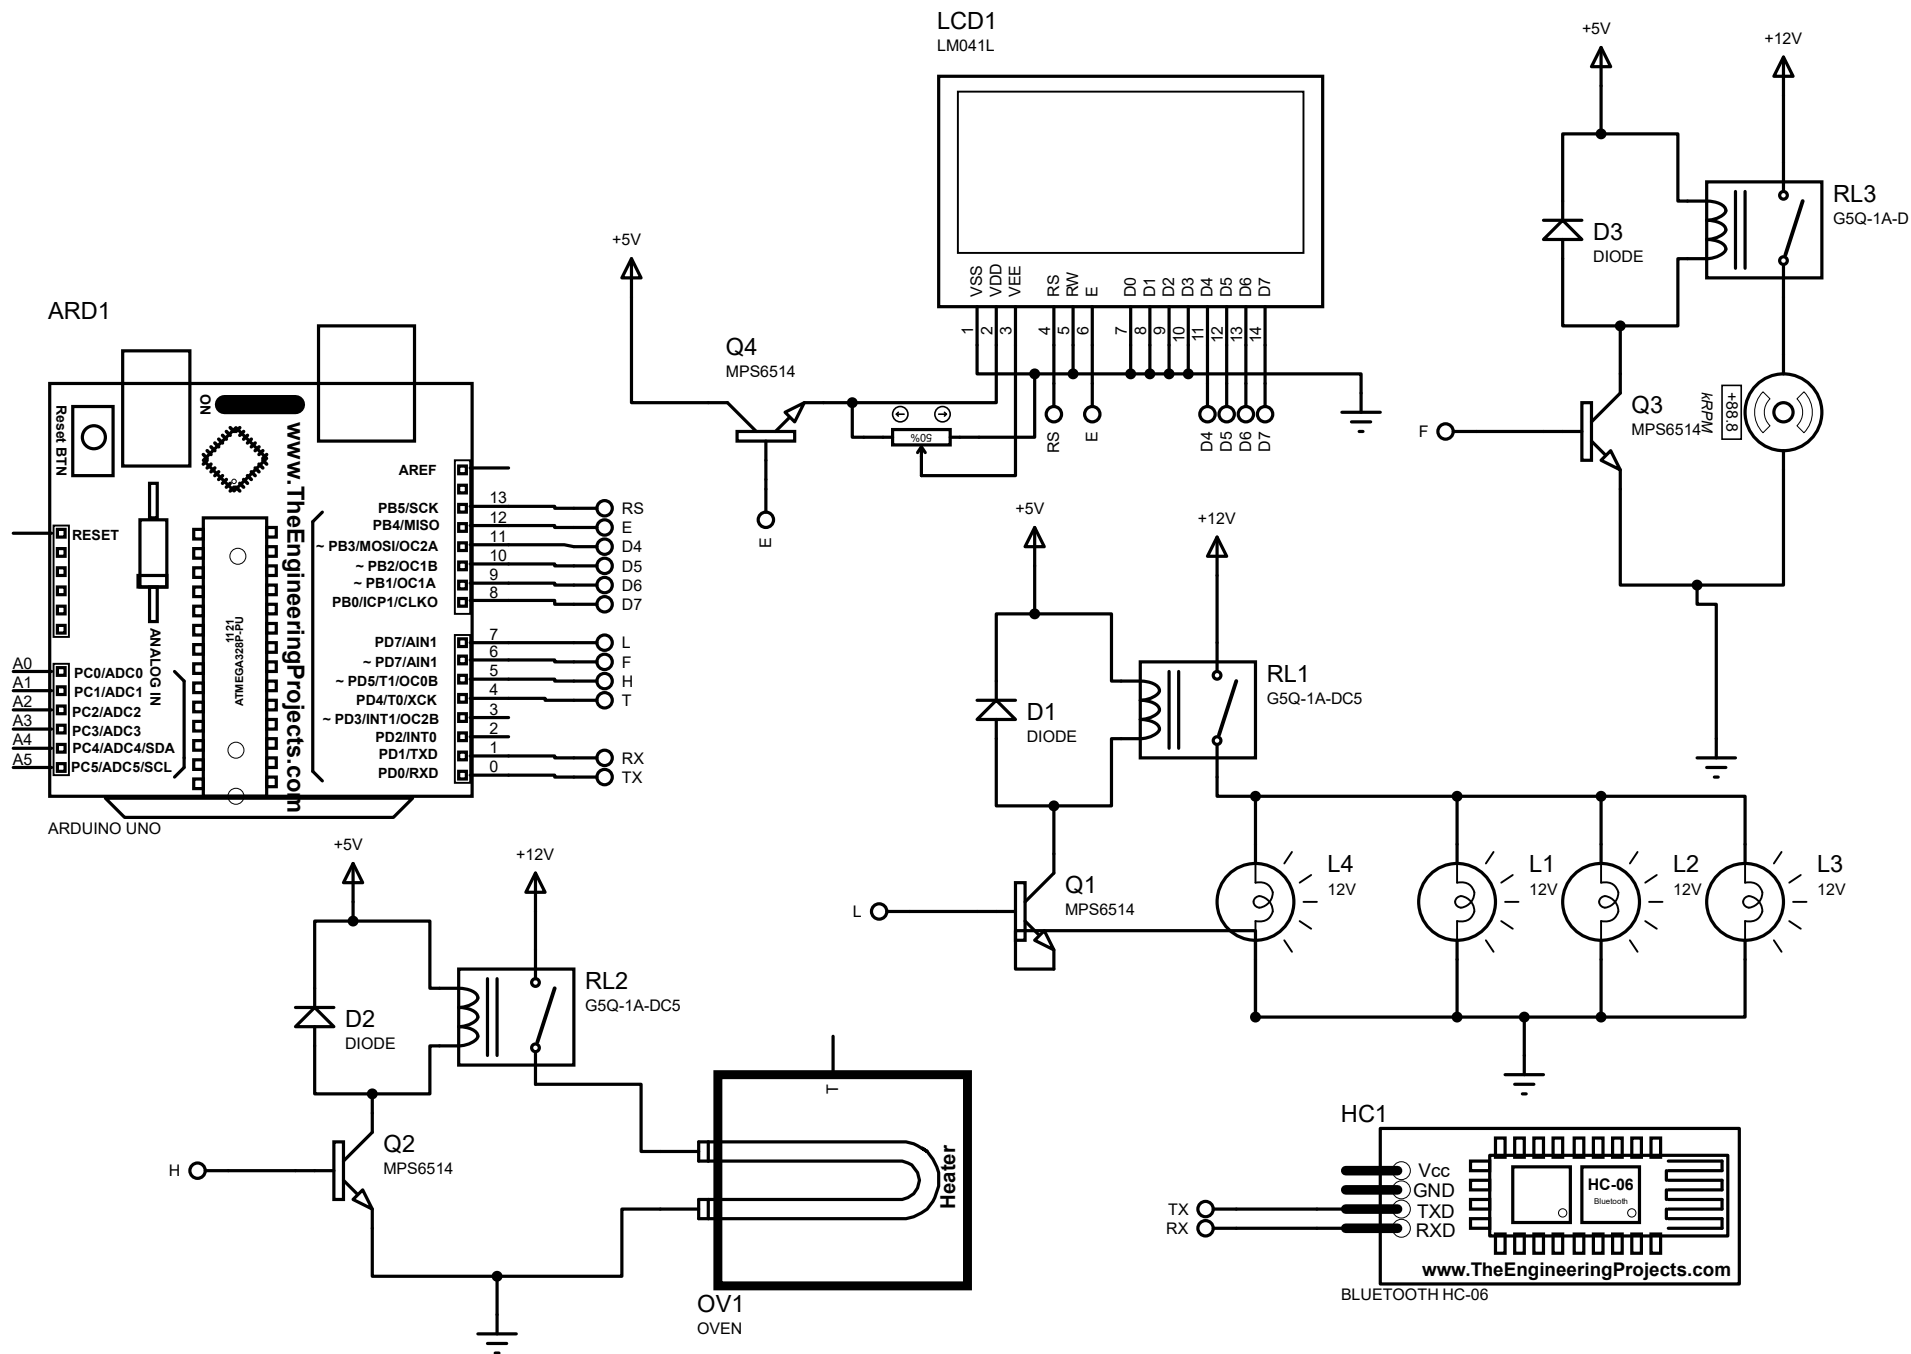 LCD1
LM041L
VSS
VDD
VEE
RS
RW
E
D0
D1
D2
D3
D4
D5
D6
D7
1
2
3
4
5
6
7
8
9
10
11
12
13
14
RS
E
D4
D5
D6
D7
+5V
Q4
MPS6514
50%
E
+5V
+12V
RL3
G5Q-1A-D
D3
DIODE
Q3
MPS6514
F
+88.8
kRPM
ARD1
Reset BTN
ON
www.TheEngineeringProjects.com
ANALOG IN
ATMEGA328P-PU
1121
RESET
A0 PC0/ADC0
A1 PC1/ADC1
A2 PC2/ADC2
A3 PC3/ADC3
A4 PC4/ADC4/SDA
A5 PC5/ADC5/SCL
AREF
PB5/SCK 13 RS
PB4/MISO 12 E
~ PB3/MOSI/OC2A 11 D4
~ PB2/OC1B 10 D5
~ PB1/OC1A 9 D6
PB0/ICP1/CLKO 8 D7
PD7/AIN1 7 L
~ PD7/AIN1 6 F
~ PD5/T1/OC0B 5 H
PD4/T0/XCK 4 T
~ PD3/INT1/OC2B 3
PD2/INT0 2
PD1/TXD 1 RX
PD0/RXD 0 TX
ARDUINO UNO
+5V
+12V
RL1
G5Q-1A-DC5
D1
DIODE
Q1
MPS6514
L
L4
12V
L1
12V
L2
12V
L3
12V
+5V
+12V
RL2
G5Q-1A-DC5
D2
DIODE
Q2
MPS6514
H
T
Heater
OV1
OVEN
HC1
Vcc
GND
TX TXD
RX RXD
HC-06
Bluetooth
www.TheEngineeringProjects.com
BLUETOOTH HC-06